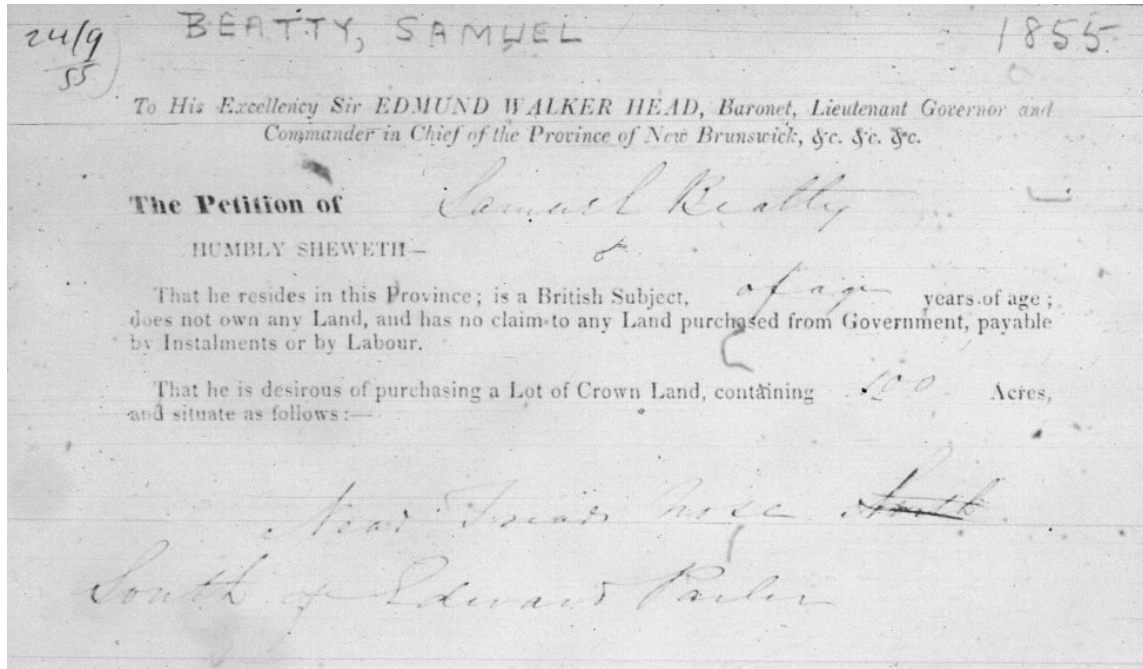 24/9
55
BEATTY, SAMUEL 1855
To His Excellency Sir EDMUND WALKER HEAD, Baronet, Lieutenant Governor and
Commander in Chief of the Province of New Brunswick, &c. &c. &c.
The Petition of Samuel Beatty
HUMBLY SHEWETH—
That he resides in this Province; is a British Subject, of age years of age;
does not own any Land, and has no claim to any Land purchased from Government, payable
by Instalments or by Labour.
That he is desirous of purchasing a Lot of Crown Land, containing 100 Acres,
and situate as follows:—
Near Friars Nose South
South of Edward